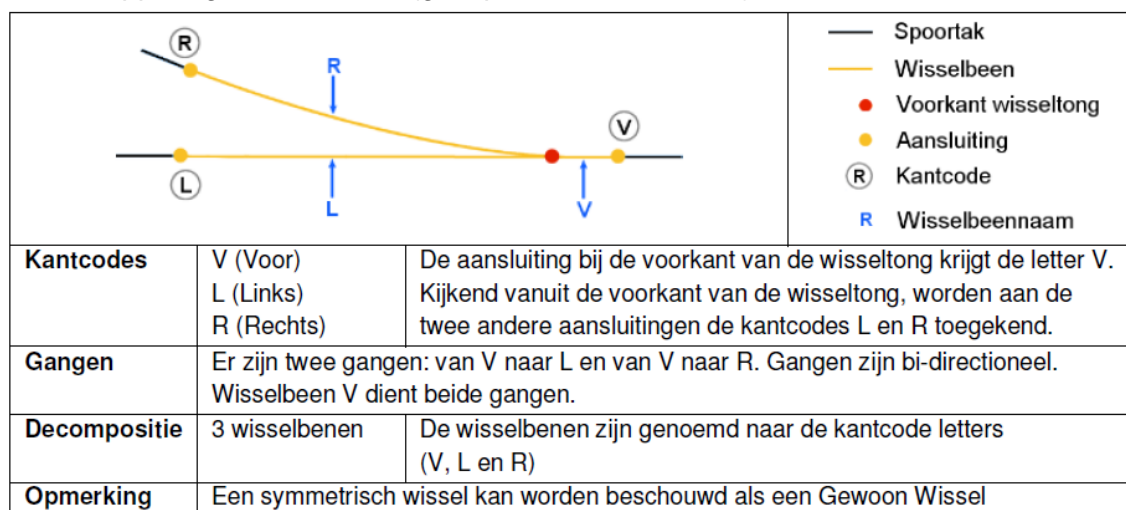 R
R
V
L
L
V
Spoortak
Wisselbeen
Voorkant wisseltong
Aansluiting
R Kantcode
R Wisselbeennaam
Kantcodes V (Voor) De aansluiting bij de voorkant van de wisseltong krijgt de letter V.
L (Links) Kijkend vanuit de voorkant van de wisseltong, worden aan de
R (Rechts) twee andere aansluitingen de kantcodes L en R toegekend.
Gangen Er zijn twee gangen: van V naar L en van V naar R. Gangen zijn bi-directioneel.
Wisselbeen V dient beide gangen.
Decompositie 3 wisselbenen De wisselbenen zijn genoemd naar de kantcode letters
(V, L en R)
Opmerking Een symmetrisch wissel kan worden beschouwd als een Gewoon Wissel